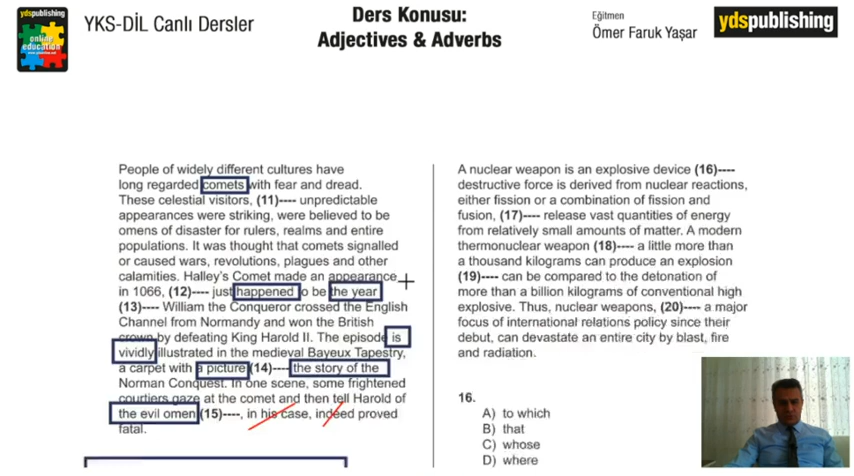 ydspublishing
online
education
YKS-DİL Canlı Dersler
Ders Konusu:
Adjectives & Adverbs
Eğitmen
Ömer Faruk Yaşar
ydspublishing
People of widely different cultures have
long regarded comets with fear and dread.
These celestial visitors, (11)---- unpredictable
appearances were striking, were believed to be
omens of disaster for rulers, realms and entire
populations. It was thought that comets signalled
or caused wars, revolutions, plagues and other
calamities. Halley's Comet made an appearance
in 1066, (12)---- just happened to be the year
(13)---- William the Conqueror crossed the English
Channel from Normandy and won the British
crown by defeating King Harold II. The episode is
vividly illustrated in the medieval Bayeux Tapestry,
a carpet with a picture (14)---- the story of the
Norman Conquest. In one scene, some frightened
courtiers gaze at the comet and then tell Harold of
the evil omen (15)----, in his case, indeed proved
fatal.
A nuclear weapon is an explosive device (16)----
destructive force is derived from nuclear reactions,
either fission or a combination of fission and
fusion, (17)---- release vast quantities of energy
from relatively small amounts of matter. A modern
thermonuclear weapon (18)---- a little more than
a thousand kilograms can produce an explosion
(19)---- can be compared to the detonation of
more than a billion kilograms of conventional high
explosive. Thus, nuclear weapons, (20)---- a major
focus of international relations policy since their
debut, can devastate an entire city by blast, fire
and radiation.
16.
A) to which
B) that
C) whose
D) where